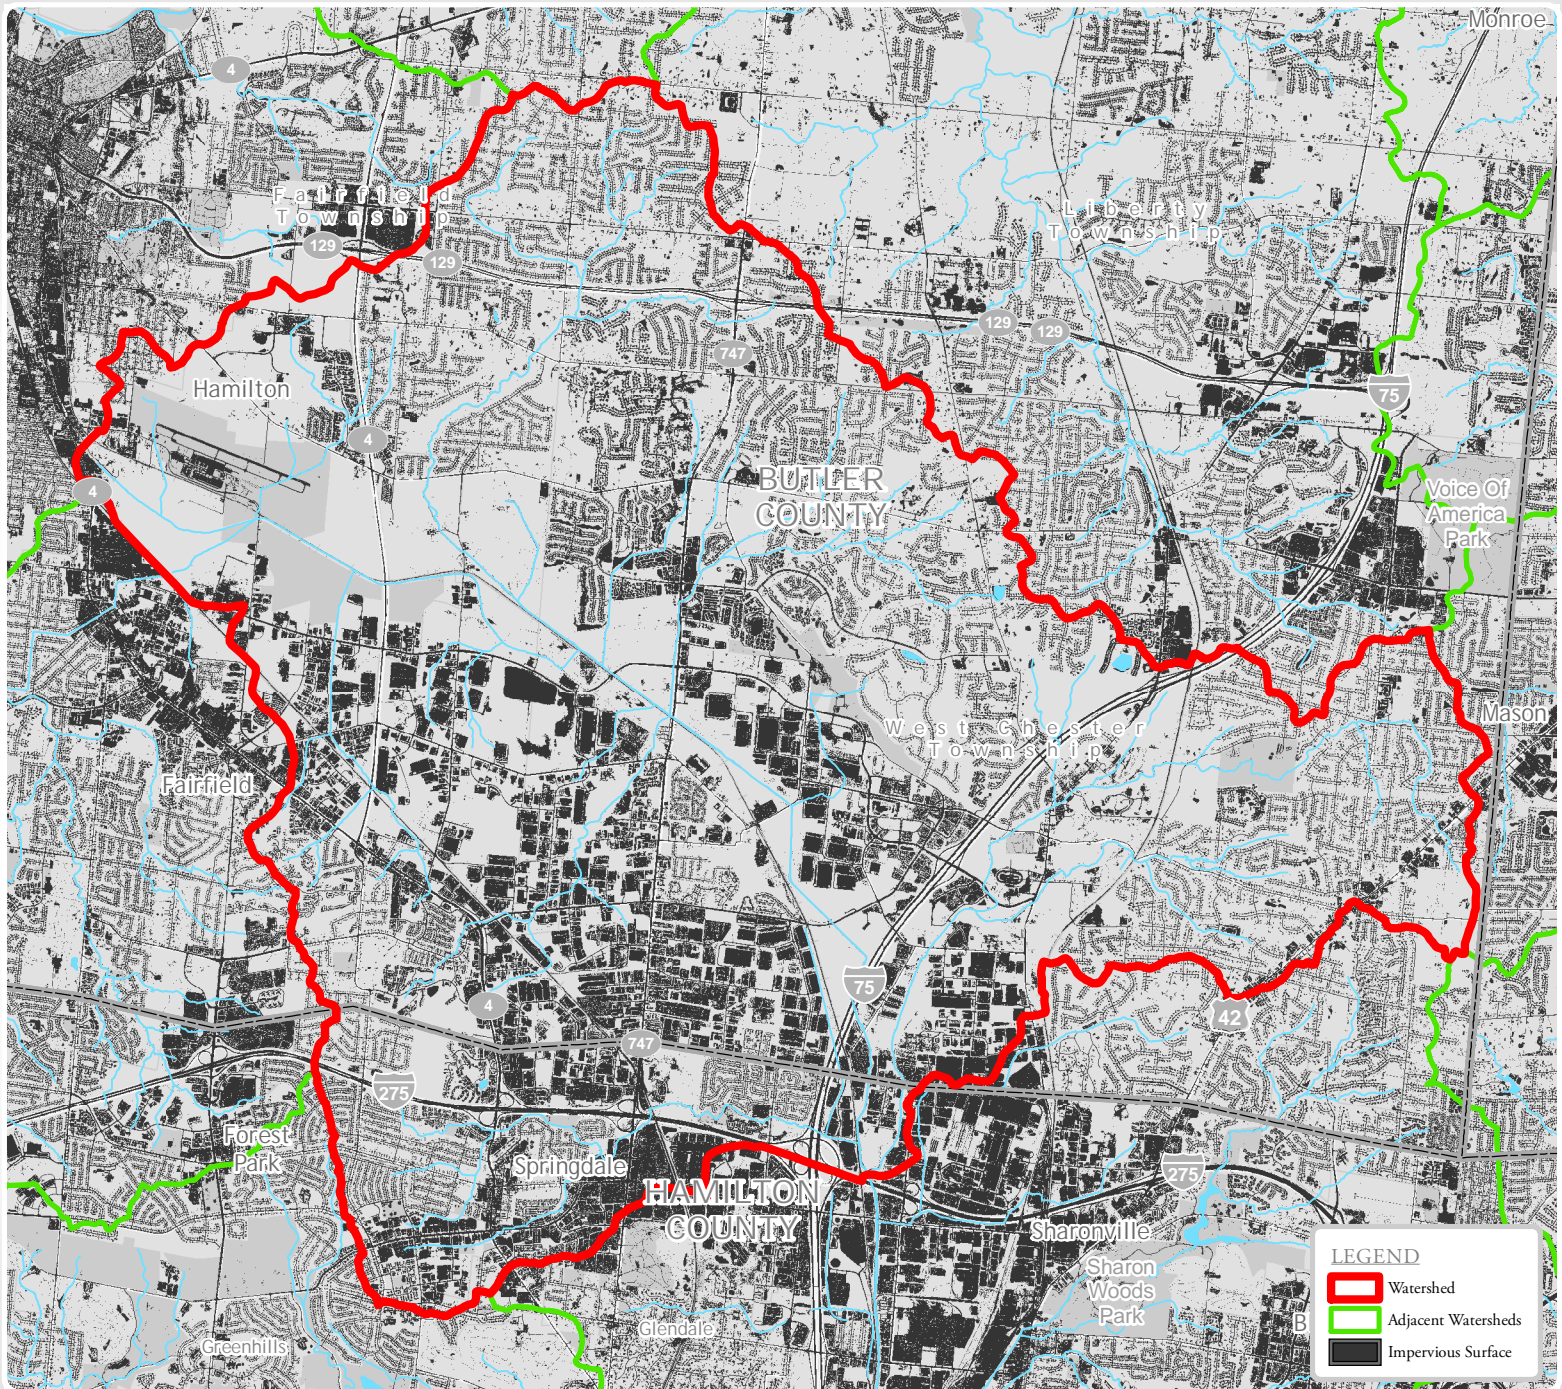 Monroe
4
Fairfield
Township
Liberty
Township
129
129
129
129
747
Hamilton
75
4
BUTLER
COUNTY
4
Voice Of
America
Park
West Chester
Township
Mason
Fairfield
75
4
42
747
275
Forest
Park
Springdale
275
HAMILTON
COUNTY
Sharonville
Sharon
Woods
Park
Glendale
Greenhills
B
LEGEND
Watershed
Adjacent Watersheds
Impervious Surface